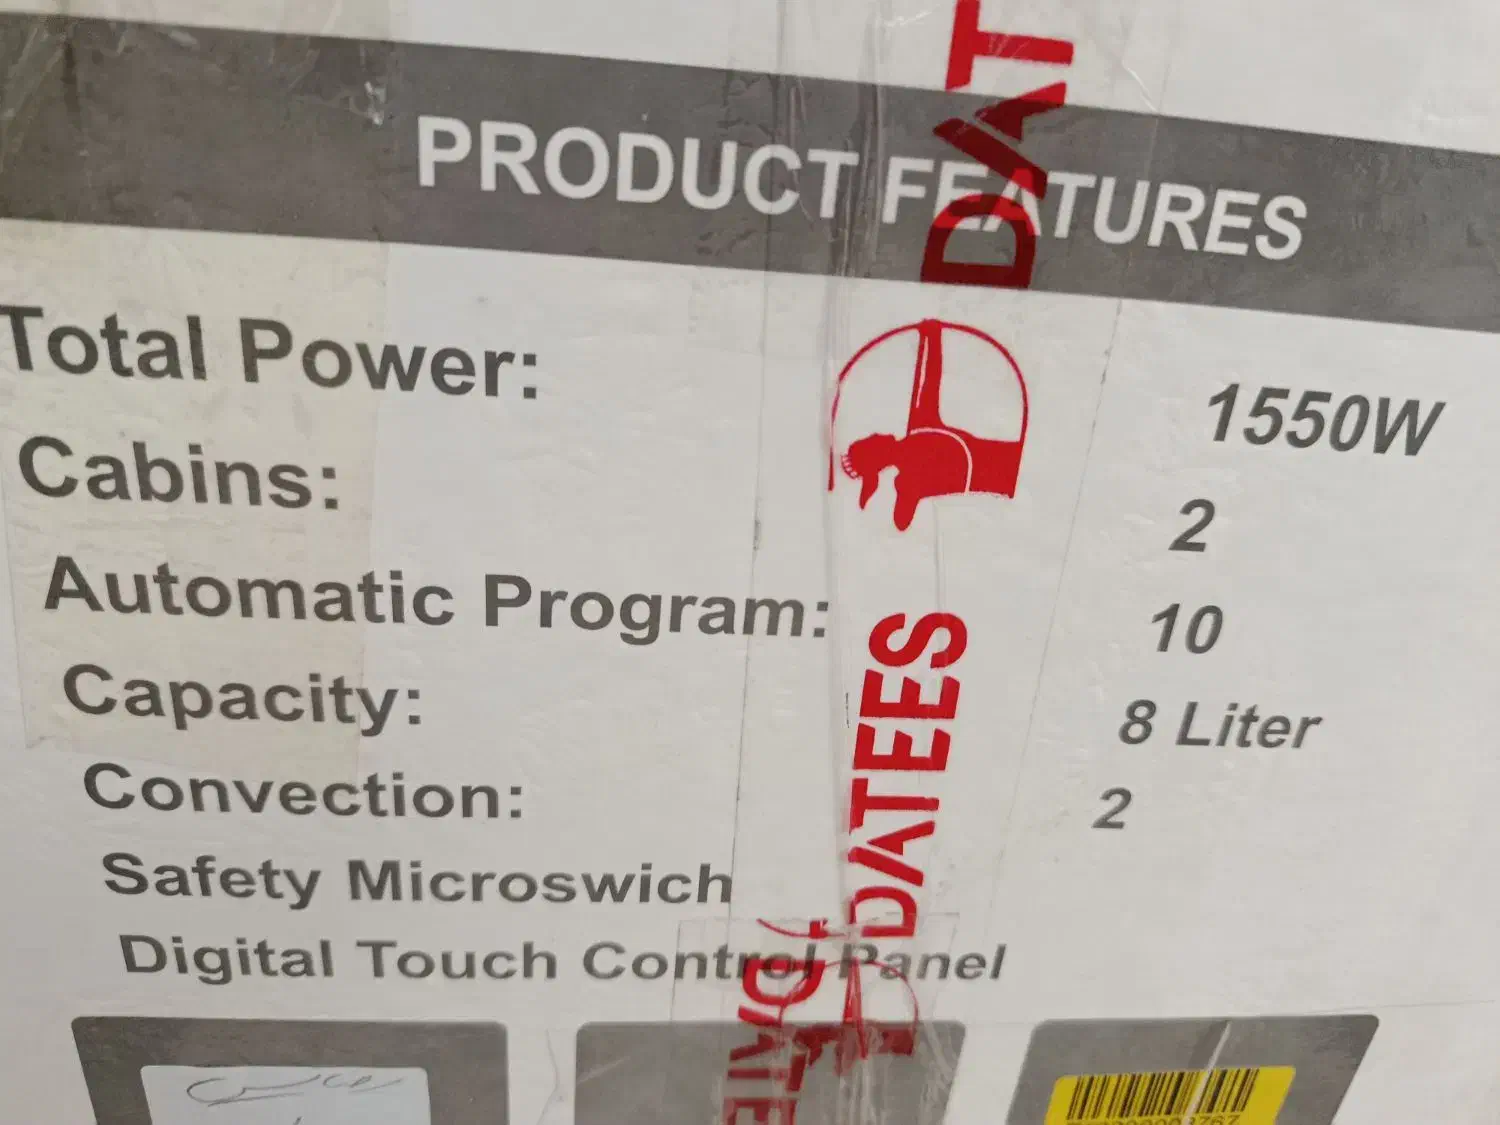 PRODUCT FEATURES
Total Power: 1550W
Cabins: 2
Automatic Program: 10
Capacity: 8 Liter
Convection: 2
Safety Microswich
Digital Touch Control Panel
DAT
DATEES